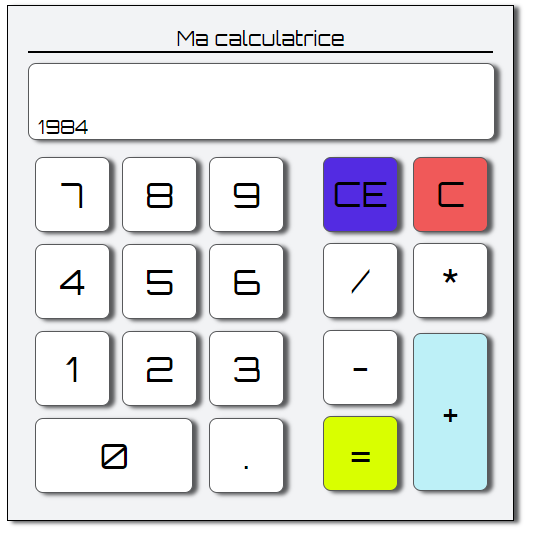 Ma calculatrice
1984
7 8 9 CE C
4 5 6 / *
1 2 3 -
+
0 . =